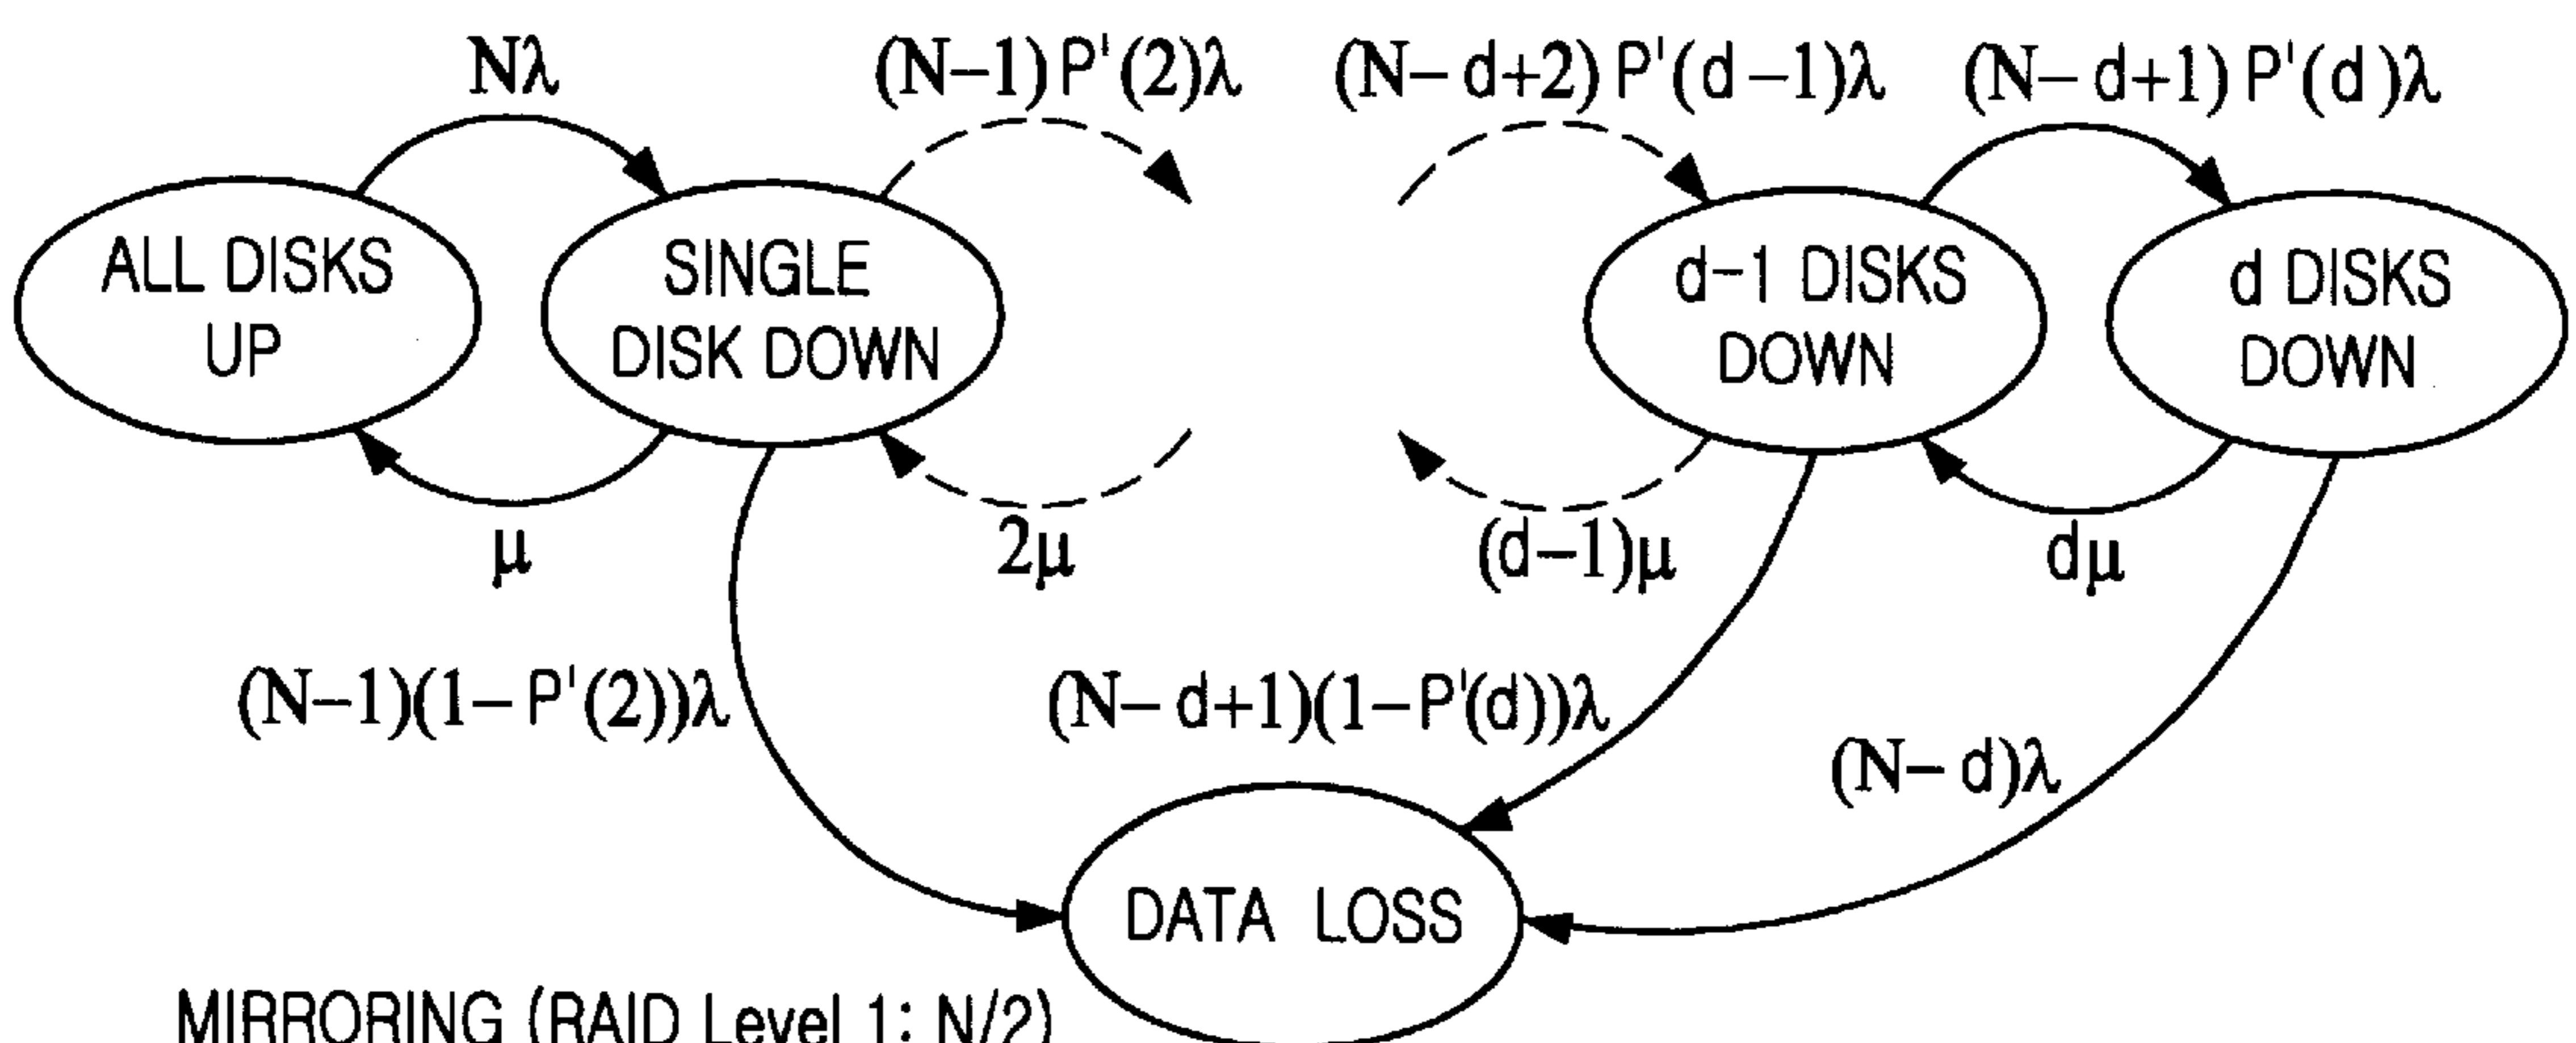 Nλ
(N–1)P'(2)λ
(N–d+2)P'(d–1)λ
(N–d+1)P'(d)λ
ALL DISKS
UP
SINGLE
DISK DOWN
d–1 DISKS
DOWN
d DISKS
DOWN
μ
2μ
(d–1)μ
dμ
(N–1)(1–P'(2))λ
(N–d+1)(1–P'(d))λ
(N–d)λ
DATA LOSS
MIRRORING (RAID Level 1: N/2)